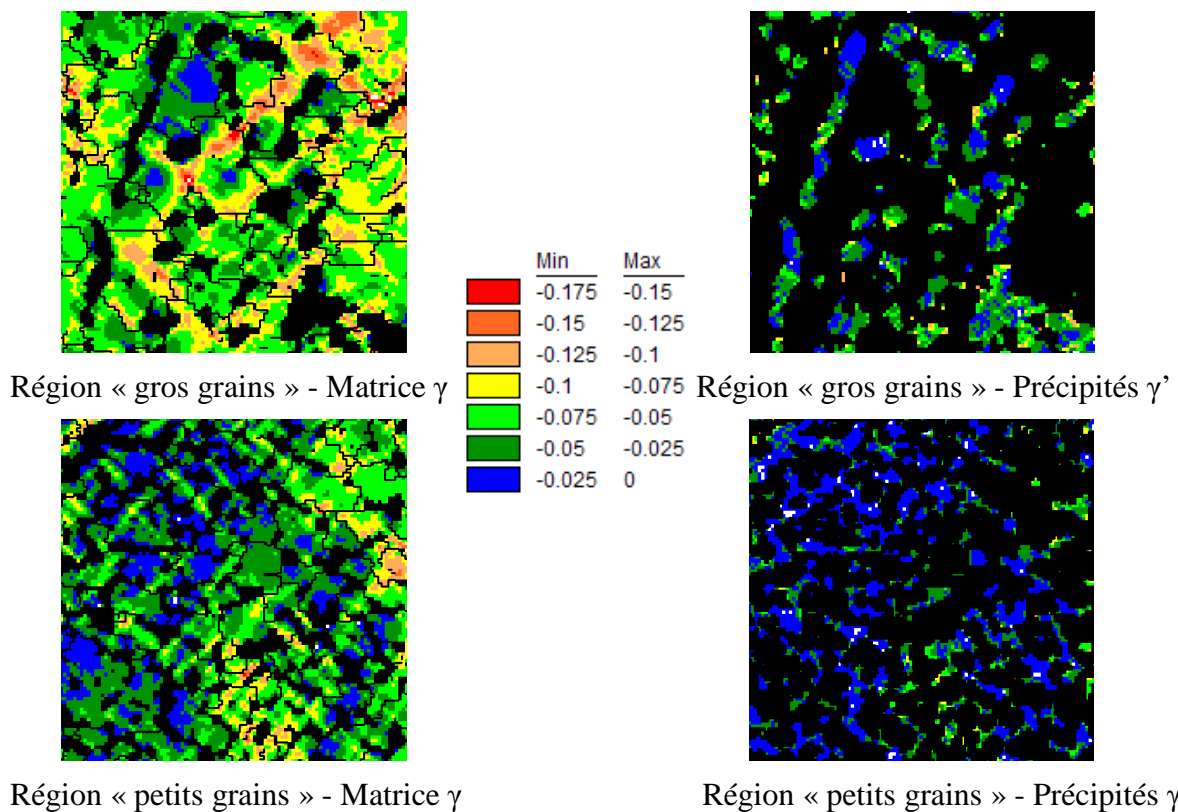 Min Max
-0.175 -0.15
-0.15 -0.125
-0.125 -0.1
-0.1 -0.075
-0.075 -0.05
-0.05 -0.025
-0.025 0
Région « gros grains » - Matrice γ
Région « gros grains » - Précipités γ’
Région « petits grains » - Matrice γ
Région « petits grains » - Précipités γ